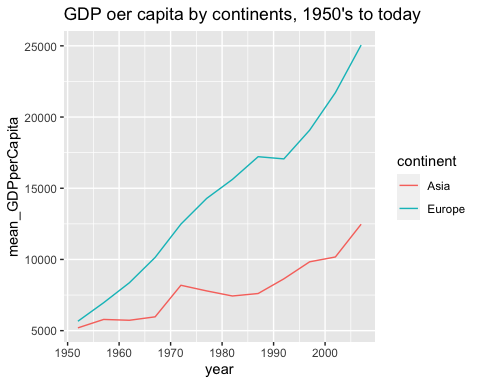 GDP oer capita by continents, 1950's to today
25000
20000
15000
10000
5000
mean_GDPperCapita
1950 1960 1970 1980 1990 2000
year
continent
Asia
Europe